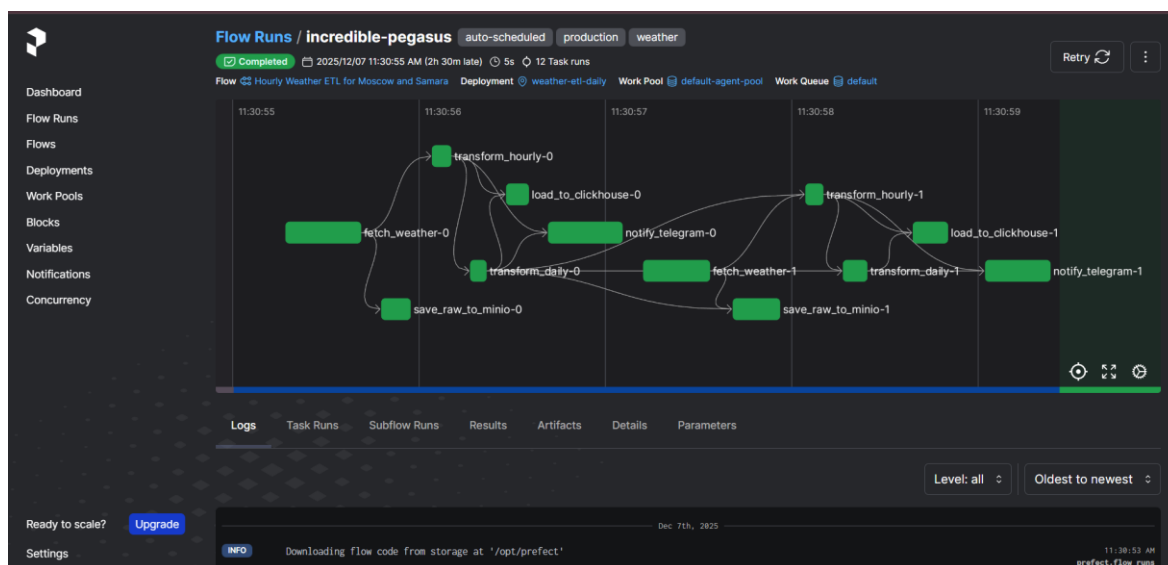 Flow Runs / incredible-pegasus auto-scheduled production weather
Completed 2025/12/07 11:30:55 AM (2h 30m late) 5s 12 Task runs
Flow Hourly Weather ETL for Moscow and Samara Deployment weather-etl-daily Work Pool default-agent-pool Work Queue default
Retry
Dashboard
Flow Runs
Flows
Deployments
Work Pools
Blocks
Variables
Notifications
Concurrency
Ready to scale? Upgrade
Settings
11:30:55 11:30:56 11:30:57 11:30:58 11:30:59
transform_hourly-0
load_to_clickhouse-0 transform_hourly-1
fetch_weather-0 notify_telegram-0 load_to_clickhouse-1
transform_daily-0 fetch_weather-1 transform_daily-1 notify_telegram-1
save_raw_to_minio-0 save_raw_to_minio-1
Logs Task Runs Subflow Runs Results Artifacts Details Parameters
Level: all Oldest to newest
Dec 7th, 2025
INFO Downloading flow code from storage at '/opt/prefect' 11:30:53 AM
prefect.flow_runs